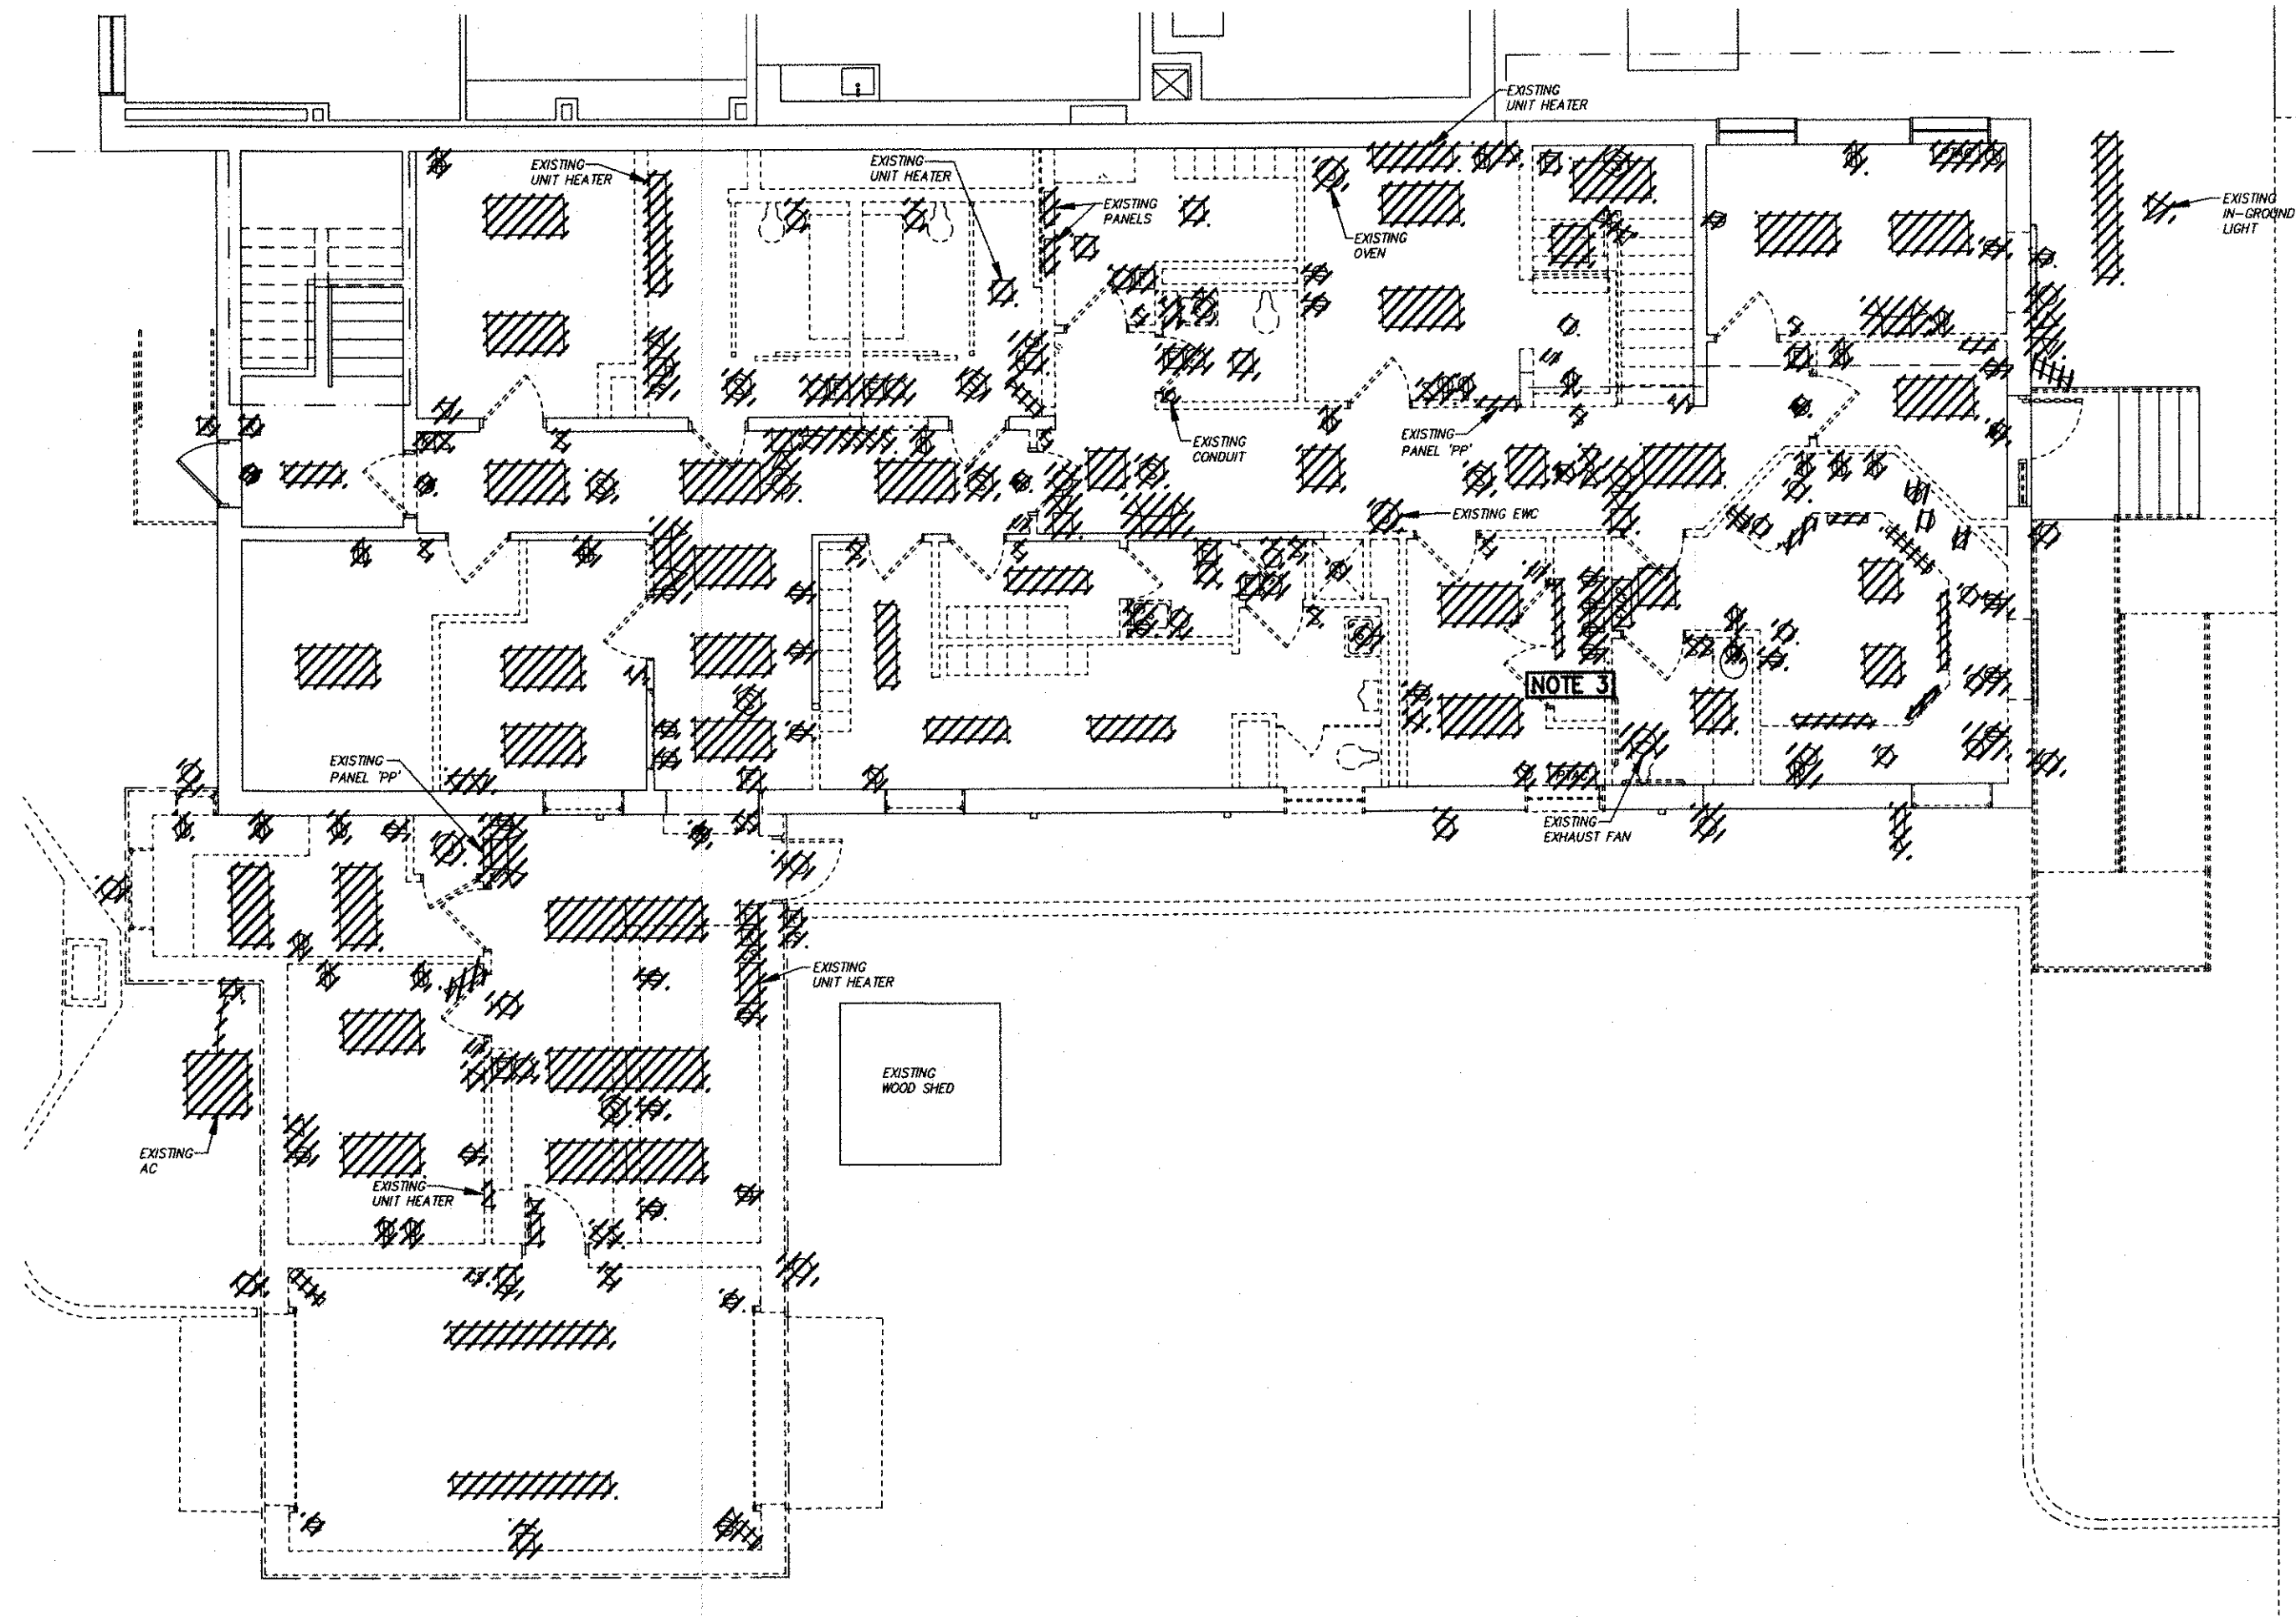 EXISTING
UNIT HEATER
EXISTING
UNIT HEATER
EXISTING
UNIT HEATER
EXISTING
PANELS
EXISTING
OVEN
EXISTING
IN-GROUND
LIGHT
EXISTING
CONDUIT
EXISTING
PANEL 'PP'
EXISTING EWC
NOTE 3
EXISTING
PANEL 'PP'
EXISTING
EXHAUST FAN
EXISTING
UNIT HEATER
EXISTING
WOOD SHED
EXISTING
AC
EXISTING
UNIT HEATER